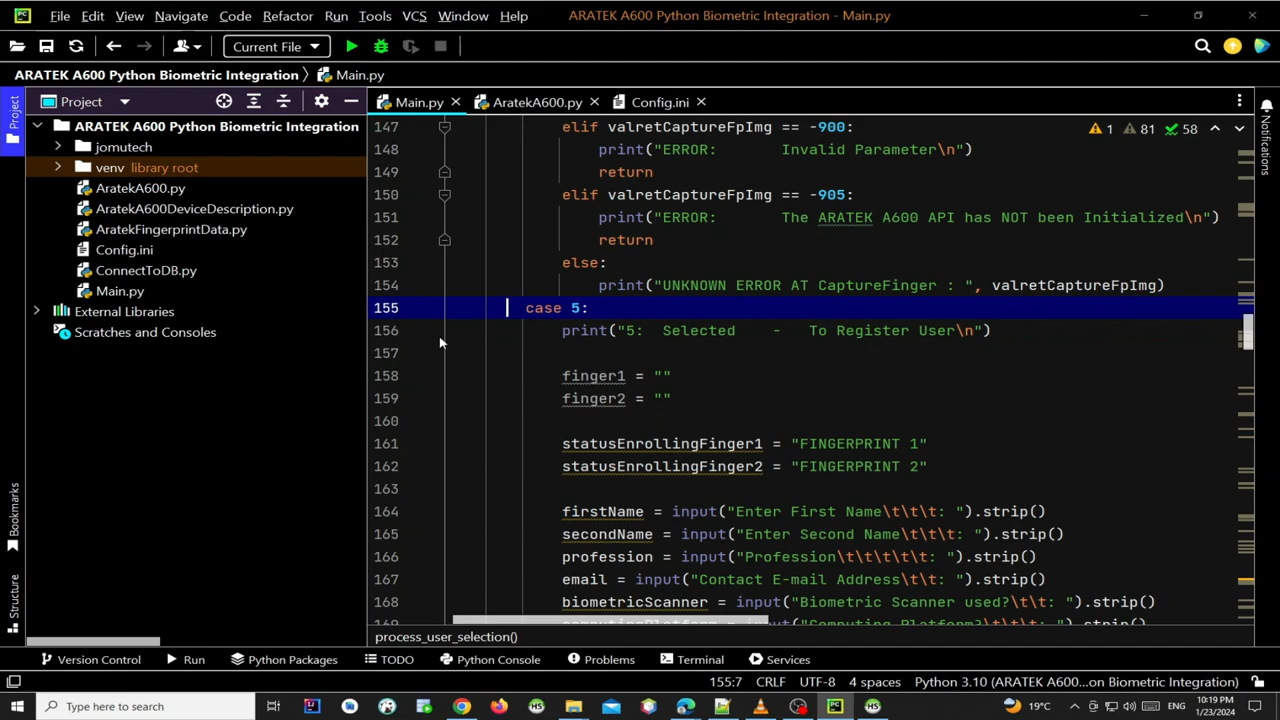 File Edit View Navigate Code Refactor Run Tools VCS Window Help ARATEK A600 Python Biometric Integration - Main.py
Current File
ARATEK A600 Python Biometric Integration Main.py
Project Main.py AratekA600.py Config.ini
Project
ARATEK A600 Python Biometric Integration
jomutech
venv library root
AratekA600.py
AratekA600DeviceDescription.py
AratekFingerprintData.py
Config.ini
ConnectToDB.py
Main.py
External Libraries
Scratches and Consoles
Bookmarks
Structure
Notifications
1 81 58
147 elif valretCaptureFpImg == -900:
148 print("ERROR: Invalid Parameter\n")
149 return
150 elif valretCaptureFpImg == -905:
151 print("ERROR: The ARATEK A600 API has NOT been Initialized\n")
152 return
153 else:
154 print("UNKNOWN ERROR AT CaptureFinger : ", valretCaptureFpImg)
155 case 5:
156 print("5: Selected - To Register User\n")
157
158 finger1 = ""
159 finger2 = ""
160
161 statusEnrollingFinger1 = "FINGERPRINT 1"
162 statusEnrollingFinger2 = "FINGERPRINT 2"
163
164 firstName = input("Enter First Name\t\t\t: ").strip()
165 secondName = input("Enter Second Name\t\t\t: ").strip()
166 profession = input("Profession\t\t\t\t\t: ").strip()
167 email = input("Contact E-mail Address\t\t: ").strip()
168 biometricScanner = input("Biometric Scanner used?\t\t: ").strip()
process_user_selection()
Version Control Run Python Packages TODO Python Console Problems Terminal Services
155:7 CRLF UTF-8 4 spaces Python 3.10 (ARATEK A600...on Biometric Integration)
Type here to search
19°C ENG 10:19 PM
1/23/2024